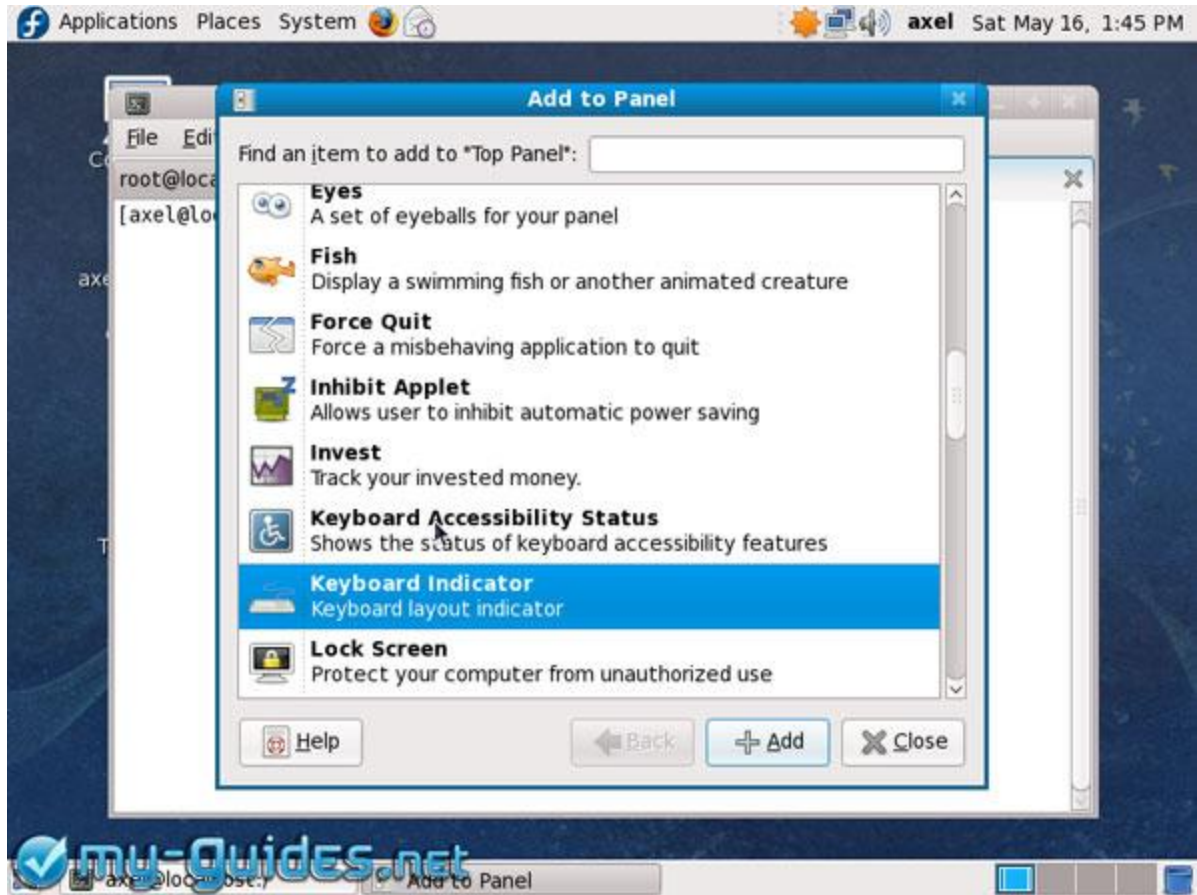 Applications Places System axel Sat May 16, 1:45 PM
Add to Panel
File
Find an item to add to "Top Panel":
root@loca
[axel@lo
axe
Eyes
A set of eyeballs for your panel
Fish
Display a swimming fish or another animated creature
Force Quit
Force a misbehaving application to quit
Inhibit Applet
Allows user to inhibit automatic power saving
Invest
Track your invested money.
Keyboard Accessibility Status
Shows the status of keyboard accessibility features
Keyboard Indicator
Keyboard layout indicator
Lock Screen
Protect your computer from unauthorized use
Help Back Add Close
my-guides.net
Add to Panel